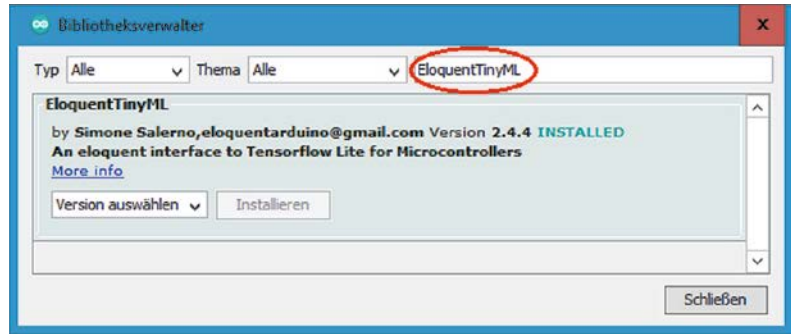 Bibliotheksverwalter
x
Typ Alle Thema Alle EloquentTinyML
EloquentTinyML
by Simone Salerno,eloquentarduino@gmail.com Version 2.4.4 INSTALLED
An eloquent interface to Tensorflow Lite for Microcontrollers
More info
Version auswählen Installieren
Schließen